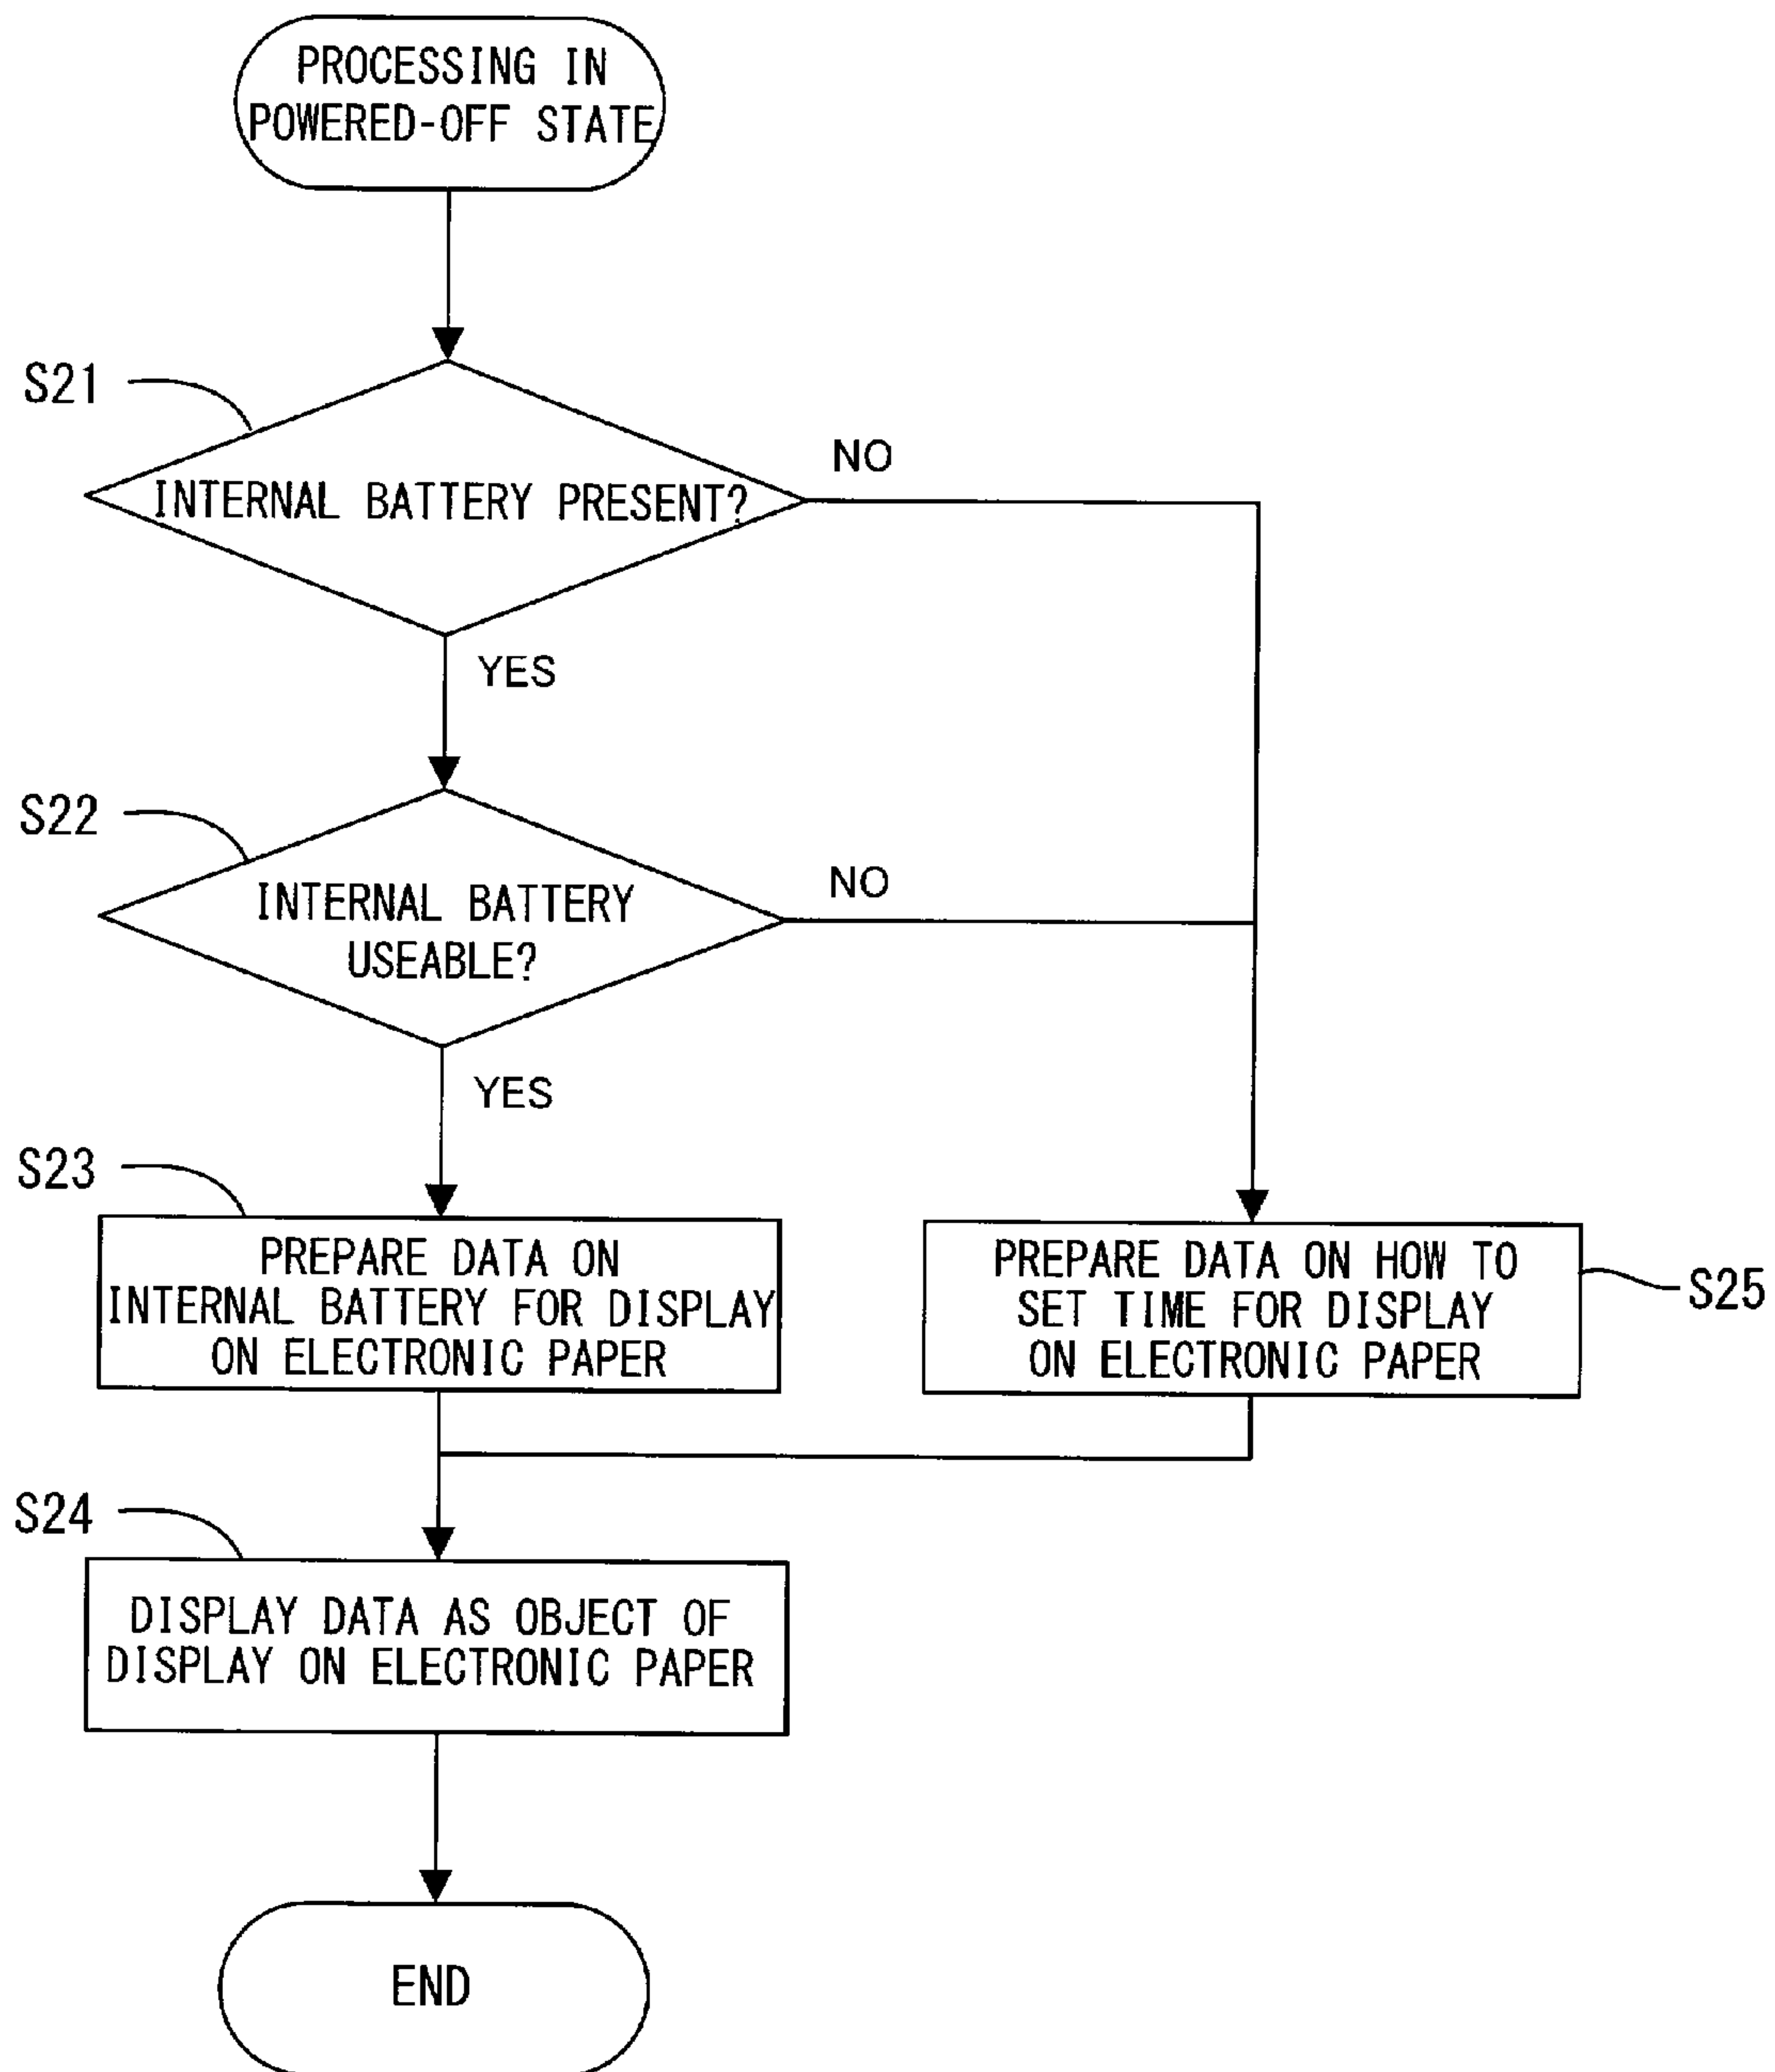 PROCESSING IN
POWERED-OFF STATE
S21
NO
INTERNAL BATTERY PRESENT?
YES
S22
NO
INTERNAL BATTERY
USEABLE?
YES
S23
PREPARE DATA ON
INTERNAL BATTERY FOR DISPLAY
ON ELECTRONIC PAPER
PREPARE DATA ON HOW TO
SET TIME FOR DISPLAY
ON ELECTRONIC PAPER
S25
S24
DISPLAY DATA AS OBJECT OF
DISPLAY ON ELECTRONIC PAPER
END